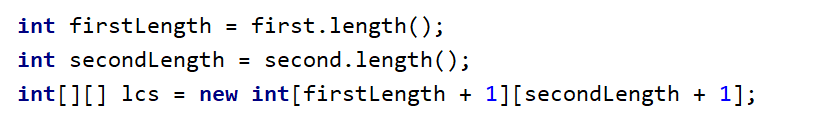 int firstLength = first.length();
int secondLength = second.length();
int[][] lcs = new int[firstLength + 1][secondLength + 1];